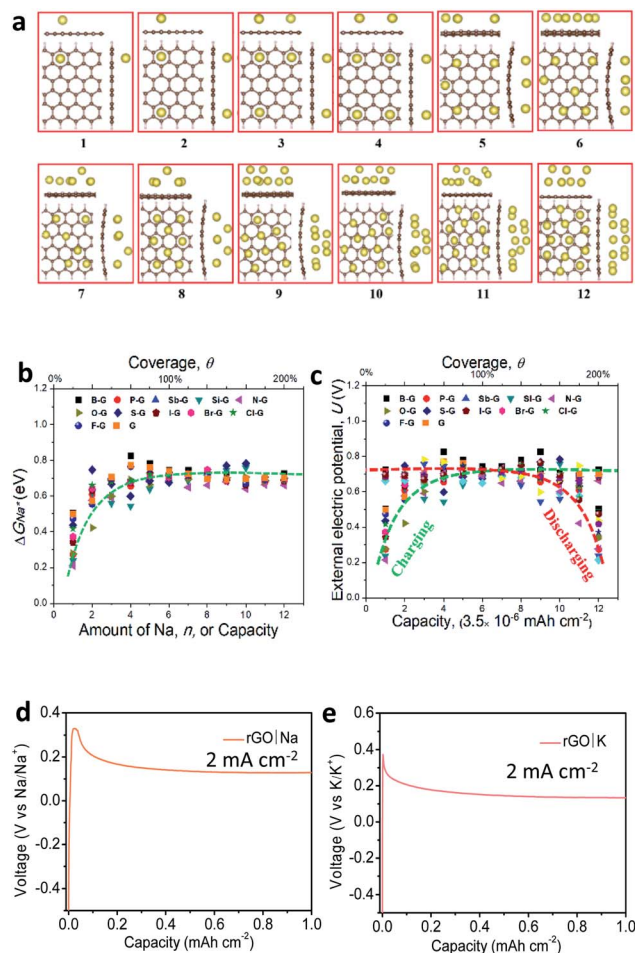 a
1 2 3 4 5 6
7 8 9 10 11 12
b
Coverage, θ
0% 100% 200%
B-G P-G Sb-G Si-G N-G
O-G S-G I-G Br-G Cl-G
F-G G
ΔG_Na* (eV)
1.2
1.0
0.8
0.6
0.4
0.2
0.0
0 2 4 6 8 10 12
Amount of Na, n, or Capacity
c
Coverage, θ
0% 100% 200%
B-G P-G Sb-G SI-G N-G
O-G S-G I-G Br-G Cl-G
F-G G
External electric potential, U (V)
1.2
1.0
0.8
0.6
0.4
0.2
0.0
Charging
Discharging
0 2 4 6 8 10 12
Capacity, (3.5× 10⁻⁶ mAh cm⁻²)
d
rGO|Na
2 mA cm⁻²
Voltage (V vs Na/Na⁺)
0.4
0.2
0.0
-0.2
-0.4
0.0 0.2 0.4 0.6 0.8 1.0
Capacity (mAh cm⁻²)
e
rGO|K
2 mA cm⁻²
Voltage (V vs K/K⁺)
0.6
0.4
0.2
0.0
-0.2
-0.4
0.0 0.2 0.4 0.6 0.8 1.0
Capacity (mAh cm⁻²)